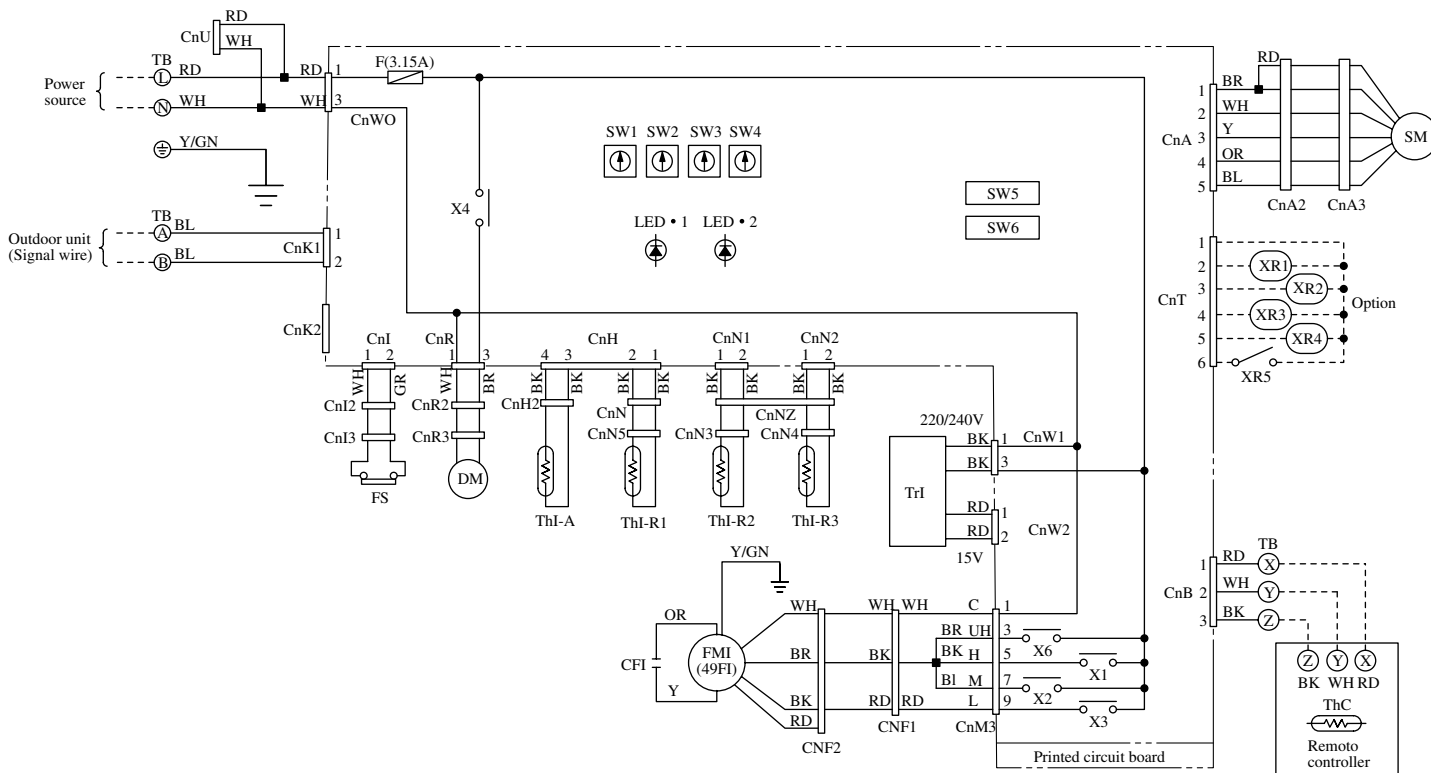 RD
CnU
WH
TB
Power
source
L
RD
RD
1
F(3.15A)
N
WH
WH
3
CnWO
Y/GN
TB
Outdoor unit
(Signal wire)
A
BL
1
CnK1
B
BL
2
CnK2
X4
SW1
SW2
SW3
SW4
LED • 1
LED • 2
SW5
SW6
RD
BR
1
WH
2
CnA
Y
3
OR
4
BL
5
CnA2
CnA3
SM
1
2
XR1
CnT
3
XR2
Option
4
XR3
5
XR4
6
XR5
CnI
1 2
WH
GR
CnI2
CnI3
FS
CnR
1
3
WH
BR
CnR2
CnR3
DM
CnH
4 3
2 1
BK
BK
BK
BK
CnH2
CnN
CnN5
ThI-A
ThI-R1
CnN1
1 2
BK
BK
CnN2
1 2
BK
BK
CnNZ
CnN3
CnN4
ThI-R2
ThI-R3
220/240V
BK
1
CnW1
BK
3
TrI
RD
1
RD
2
CnW2
15V
Y/GN
OR
CFI
FMI
(49FI)
Y
WH
WH
WH
C
1
BR
UH
3
X6
BR
BK
BK
H
5
X1
Bl
M
7
X2
BK
RD
RD
L
9
X3
RD
CNF2
CNF1
CnM3
Printed circuit board
TB
1
RD
X
CnB
2
WH
Y
3
BK
Z
Z
Y
X
BK
WH
RD
ThC
Remoto
controller